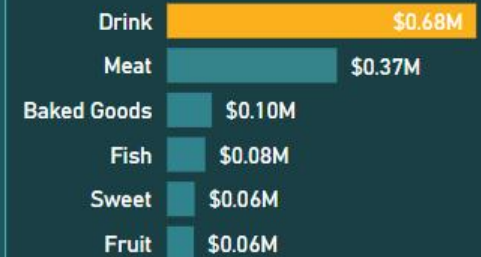 Drink $0.68M
Meat $0.37M
Baked Goods $0.10M
Fish $0.08M
Sweet $0.06M
Fruit $0.06M